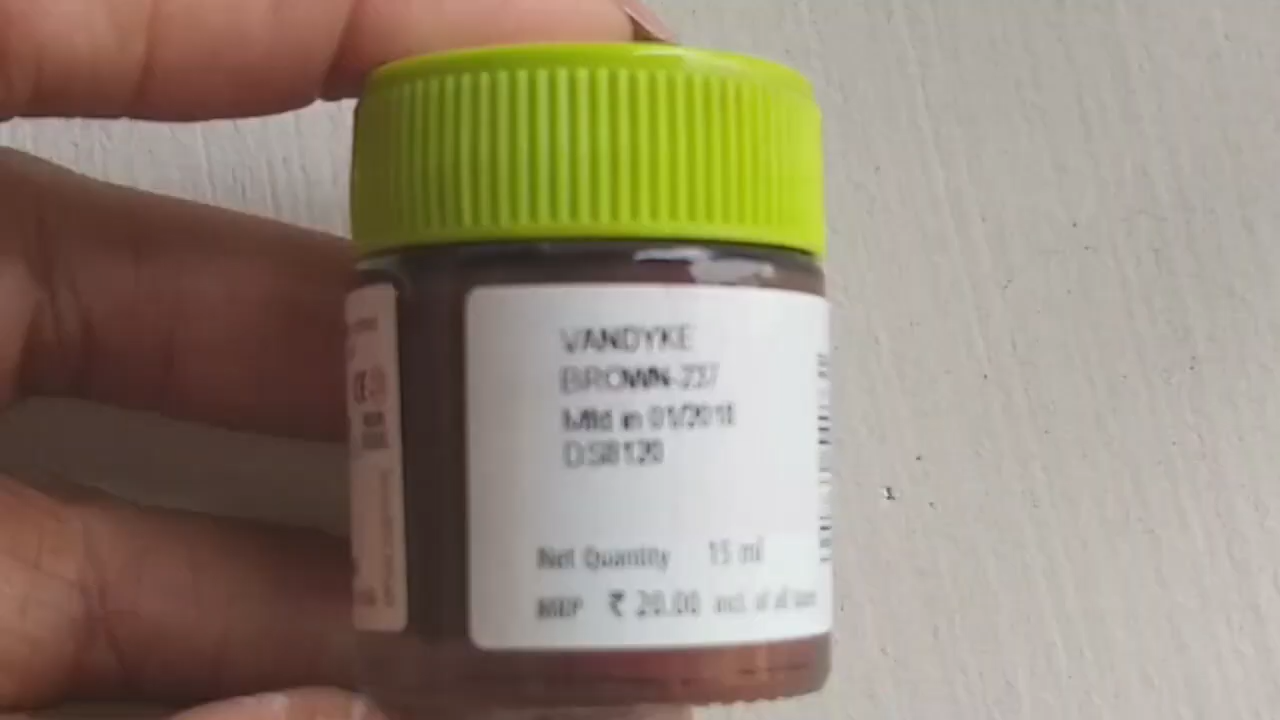 VANDYKE
BROWN-237
Mfd in 01/2018
DS8120
Net Quantity 15 ml
MRP ₹ 20.00 incl. of all taxes
CE